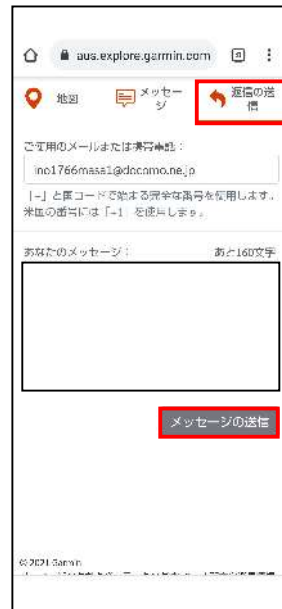 aus.explore.garmin.com
地図
メッセージ
返信の送信
ご使用のメールまたは携帯電話:
ino1766masa1@docomo.ne.jp
「+」と国コードで始まる完全な番号を使用します。
米国の番号には「+1」を使用します。
あなたのメッセージ:
あと160文字
メッセージの送信
© 2021 Garmin